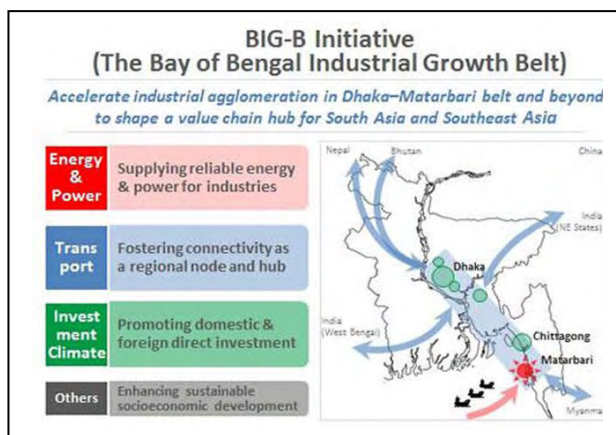 BIG-B Initiative
(The Bay of Bengal Industrial Growth Belt)
Accelerate industrial agglomeration in Dhaka–Matarbari belt and beyond
to shape a value chain hub for South Asia and Southeast Asia
Energy
&
Power
Supplying reliable energy
& power for industries
Trans
port
Fostering connectivity as
a regional node and hub
Invest
ment
Climate
Promoting domestic &
foreign direct investment
Others
Enhancing sustainable
socioeconomic development
Nepal
Bhutan
China
India
(NE States)
Dhaka
India
(West Bengal)
Chittagong
Matarbari
Myanmar